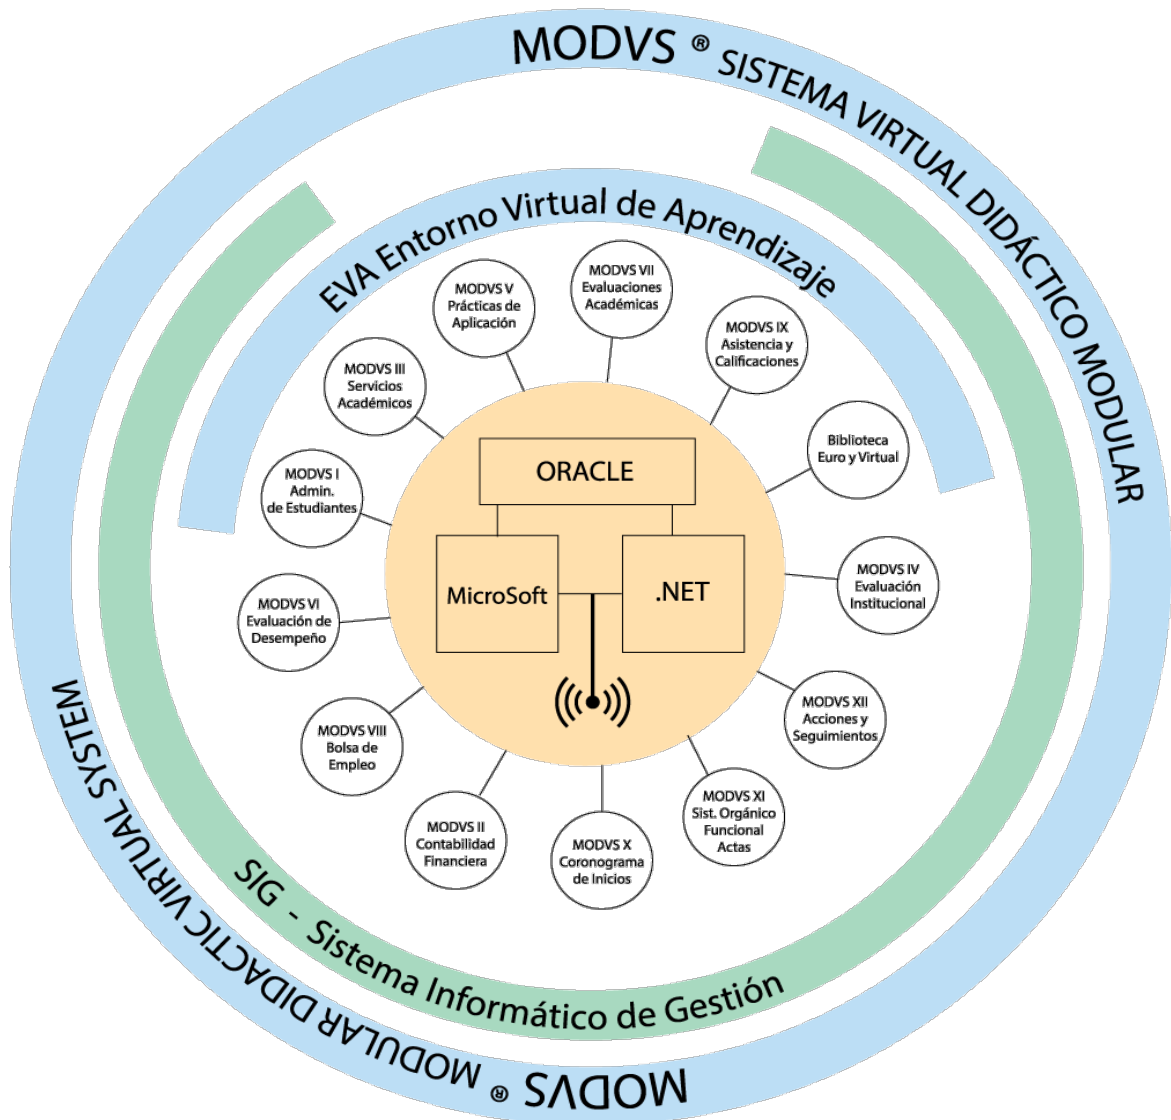 MODVS ® SISTEMA VIRTUAL DIDÁCTICO MODULAR
EVA Entorno Virtual de Aprendizaje
MODVS VII
Evaluaciones
Académicas
MODVS V
Prácticas de
Aplicación
MODVS IX
Asistencia y
Calificaciones
MODVS III
Servicios
Académicos
Biblioteca
Euro y Virtual
MODVS I
Admin.
de Estudiantes
ORACLE
MicroSoft
.NET
MODVS IV
Evaluación
Institucional
MODVS VI
Evaluación de
Desempeño
MODVS XII
Acciones y
Seguimientos
MODVS VIII
Bolsa de
Empleo
MODVS XI
Sist. Orgánico
Funcional
Actas
MODVS II
Contabilidad
Financiera
MODVS X
Coronograma
de Inicios
SIG - Sistema Informático de Gestión
MODVS ® MODULAR DIDACTIC VIRTUAL SYSTEM